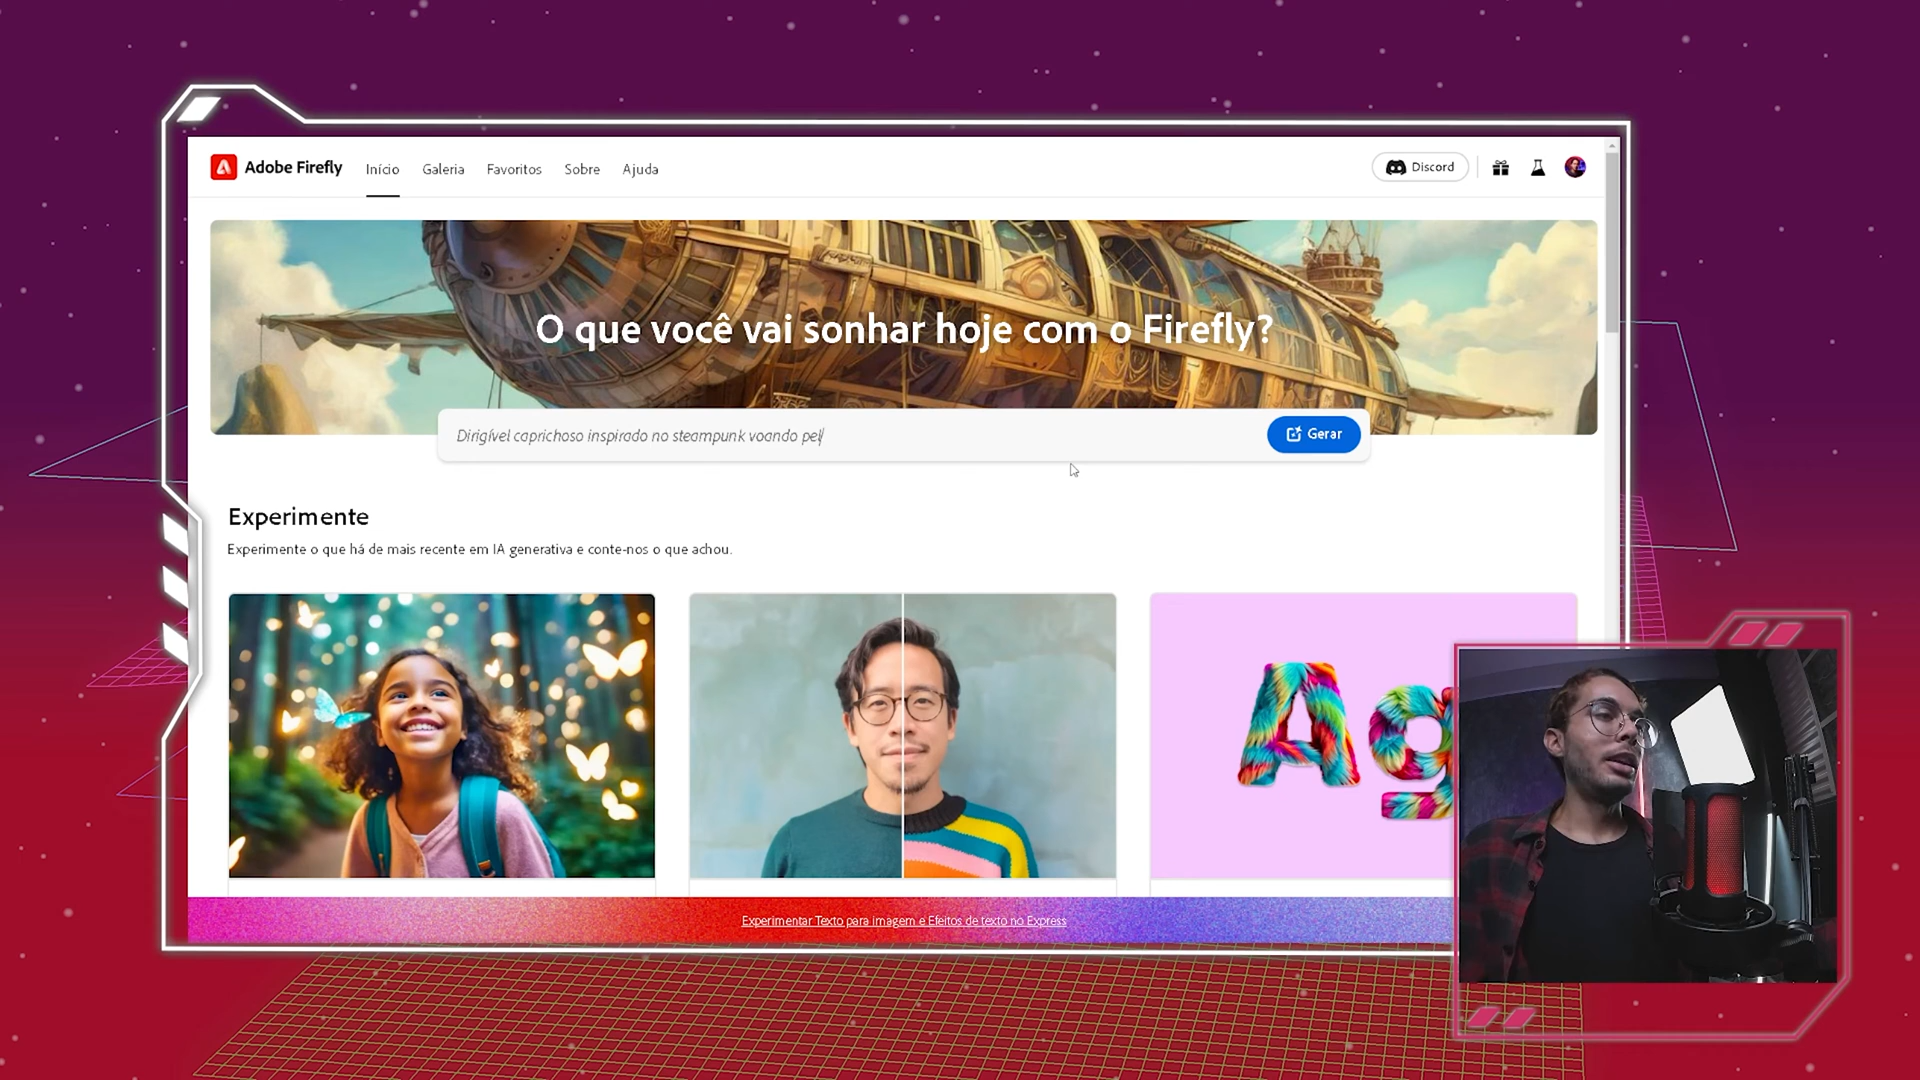 Adobe Firefly
Início
Galeria
Favoritos
Sobre
Ajuda
Discord
O que você vai sonhar hoje com o Firefly?
Dirigível caprichoso inspirado no steampunk voando pel
Gerar
Experimente
Experimente o que há de mais recente em IA generativa e conte-nos o que achou.
Ag
Experimentar Texto para imagem e Efeitos de texto no Express